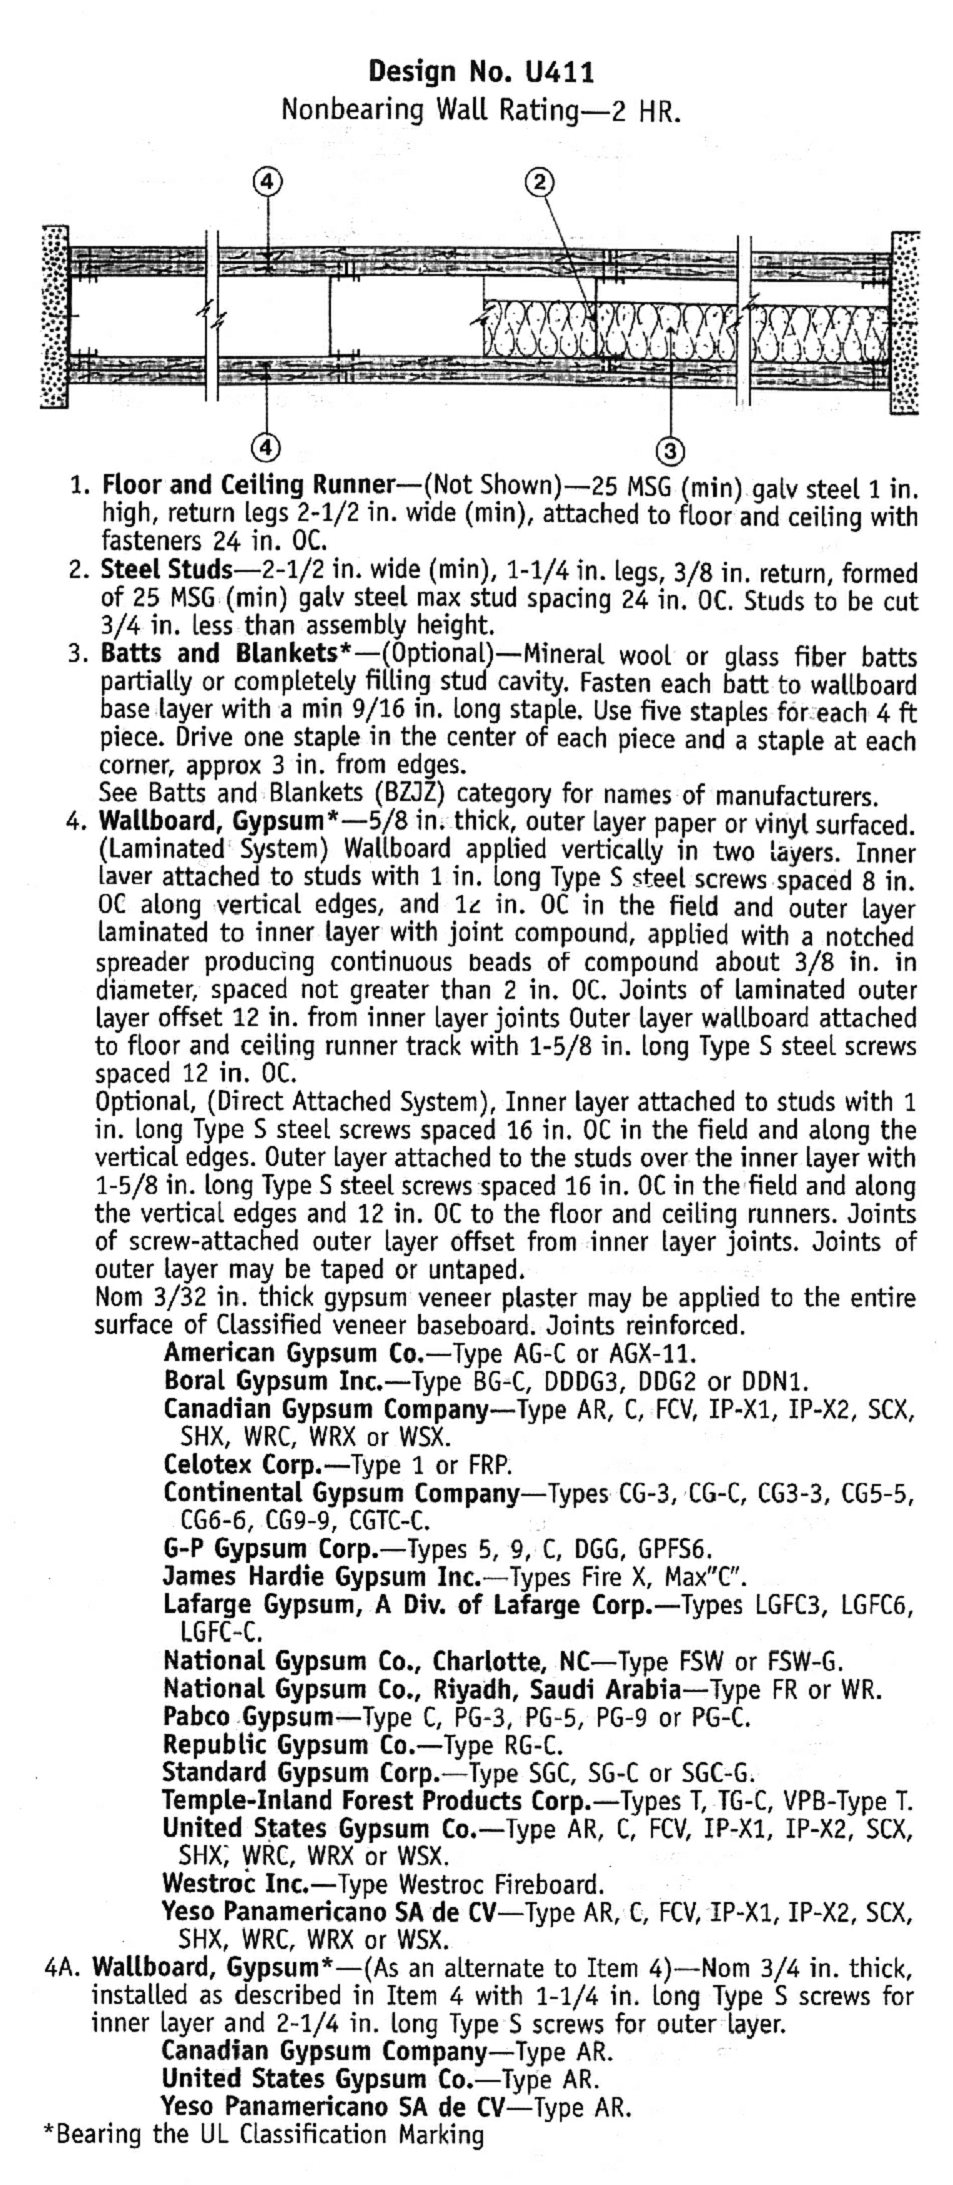 Design No. U411
Nonbearing Wall Rating—2 HR.
4
2
4
3
1. Floor and Ceiling Runner—(Not Shown)—25 MSG (min) galv steel 1 in.
high, return legs 2-1/2 in. wide (min), attached to floor and ceiling with
fasteners 24 in. OC.
2. Steel Studs—2-1/2 in. wide (min), 1-1/4 in. legs, 3/8 in. return, formed
of 25 MSG (min) galv steel max stud spacing 24 in. OC. Studs to be cut
3/4 in. less than assembly height.
3. Batts and Blankets*—(Optional)—Mineral wool or glass fiber batts
partially or completely filling stud cavity. Fasten each batt to wallboard
base layer with a min 9/16 in. long staple. Use five staples for each 4 ft
piece. Drive one staple in the center of each piece and a staple at each
corner, approx 3 in. from edges.
See Batts and Blankets (BZJZ) category for names of manufacturers.
4. Wallboard, Gypsum*—5/8 in. thick, outer layer paper or vinyl surfaced.
(Laminated System) Wallboard applied vertically in two layers. Inner
layer attached to studs with 1 in. long Type S steel screws spaced 8 in.
OC along vertical edges, and 12 in. OC in the field and outer layer
laminated to inner layer with joint compound, applied with a notched
spreader producing continuous beads of compound about 3/8 in. in
diameter, spaced not greater than 2 in. OC. Joints of laminated outer
layer offset 12 in. from inner layer joints Outer layer wallboard attached
to floor and ceiling runner track with 1-5/8 in. long Type S steel screws
spaced 12 in. OC.
Optional, (Direct Attached System), Inner layer attached to studs with 1
in. long Type S steel screws spaced 16 in. OC in the field and along the
vertical edges. Outer layer attached to the studs over the inner layer with
1-5/8 in. long Type S steel screws spaced 16 in. OC in the field and along
the vertical edges and 12 in. OC to the floor and ceiling runners. Joints
of screw-attached outer layer offset from inner layer joints. Joints of
outer layer may be taped or untaped.
Nom 3/32 in. thick gypsum veneer plaster may be applied to the entire
surface of Classified veneer baseboard. Joints reinforced.
American Gypsum Co.—Type AG-C or AGX-11.
Boral Gypsum Inc.—Type BG-C, DDDG3, DDG2 or DDN1.
Canadian Gypsum Company—Type AR, C, FCV, IP-X1, IP-X2, SCX,
SHX, WRC, WRX or WSX.
Celotex Corp.—Type 1 or FRP.
Continental Gypsum Company—Types CG-3, CG-C, CG3-3, CG5-5,
CG6-6, CG9-9, CGTC-C.
G-P Gypsum Corp.—Types 5, 9, C, DGG, GPFS6.
James Hardie Gypsum Inc.—Types Fire X, Max"C".
Lafarge Gypsum, A Div. of Lafarge Corp.—Types LGFC3, LGFC6,
LGFC-C.
National Gypsum Co., Charlotte, NC—Type FSW or FSW-G.
National Gypsum Co., Riyadh, Saudi Arabia—Type FR or WR.
Pabco Gypsum—Type C, PG-3, PG-5, PG-9 or PG-C.
Republic Gypsum Co.—Type RG-C.
Standard Gypsum Corp.—Type SGC, SG-C or SGC-G.
Temple-Inland Forest Products Corp.—Types T, TG-C, VPB-Type T.
United States Gypsum Co.—Type AR, C, FCV, IP-X1, IP-X2, SCX,
SHX, WRC, WRX or WSX.
Westroc Inc.—Type Westroc Fireboard.
Yeso Panamericano SA de CV—Type AR, C, FCV, IP-X1, IP-X2, SCX,
SHX, WRC, WRX or WSX.
4A. Wallboard, Gypsum*—(As an alternate to Item 4)—Nom 3/4 in. thick,
installed as described in Item 4 with 1-1/4 in. long Type S screws for
inner layer and 2-1/4 in. long Type S screws for outer layer.
Canadian Gypsum Company—Type AR.
United States Gypsum Co.—Type AR.
Yeso Panamericano SA de CV—Type AR.
*Bearing the UL Classification Marking